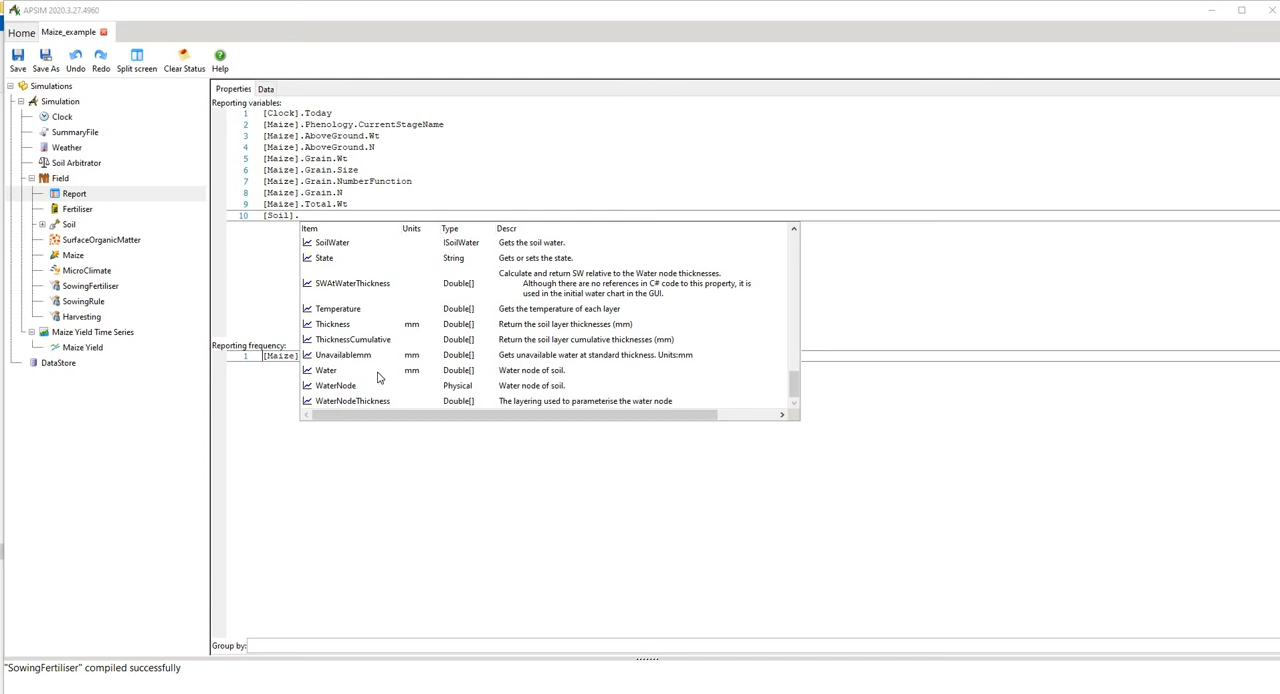 APSIM 2020.3.27.4960
Home Maize_example
Save Save As Undo Redo Split screen Clear Status Help
Simulations
Simulation
Clock
SummaryFile
Weather
Soil Arbitrator
Field
Report
Fertiliser
Soil
SurfaceOrganicMatter
Maize
MicroClimate
SowingFertiliser
SowingRule
Harvesting
Maize Yield Time Series
Maize Yield
DataStore
Properties Data
Reporting variables:
1 [Clock].Today
2 [Maize].Phenology.CurrentStageName
3 [Maize].AboveGround.Wt
4 [Maize].AboveGround.N
5 [Maize].Grain.Wt
6 [Maize].Grain.Size
7 [Maize].Grain.NumberFunction
8 [Maize].Grain.N
9 [Maize].Total.Wt
10 [Soil].
Item Units Type Descr
SoilWater ISoilWater Gets the soil water.
State String Gets or sets the state.
Calculate and return SW relative to the Water node thicknesses.
SWAtWaterThickness Double[] Although there are no references in C# code to this property, it is
used in the initial water chart in the GUI.
Temperature Double[] Gets the temperature of each layer
Thickness mm Double[] Return the soil layer thicknesses (mm)
ThicknessCumulative Double[] Return the soil layer cumulative thicknesses (mm)
Unavailablemm mm Double[] Gets unavailable water at standard thickness. Units:mm
Water mm Double[] Water node of soil.
WaterNode Physical Water node of soil.
WaterNodeThickness Double[] The layering used to parameterise the water node
Reporting frequency:
1 [Maize]
Group by:
"SowingFertiliser" compiled successfully